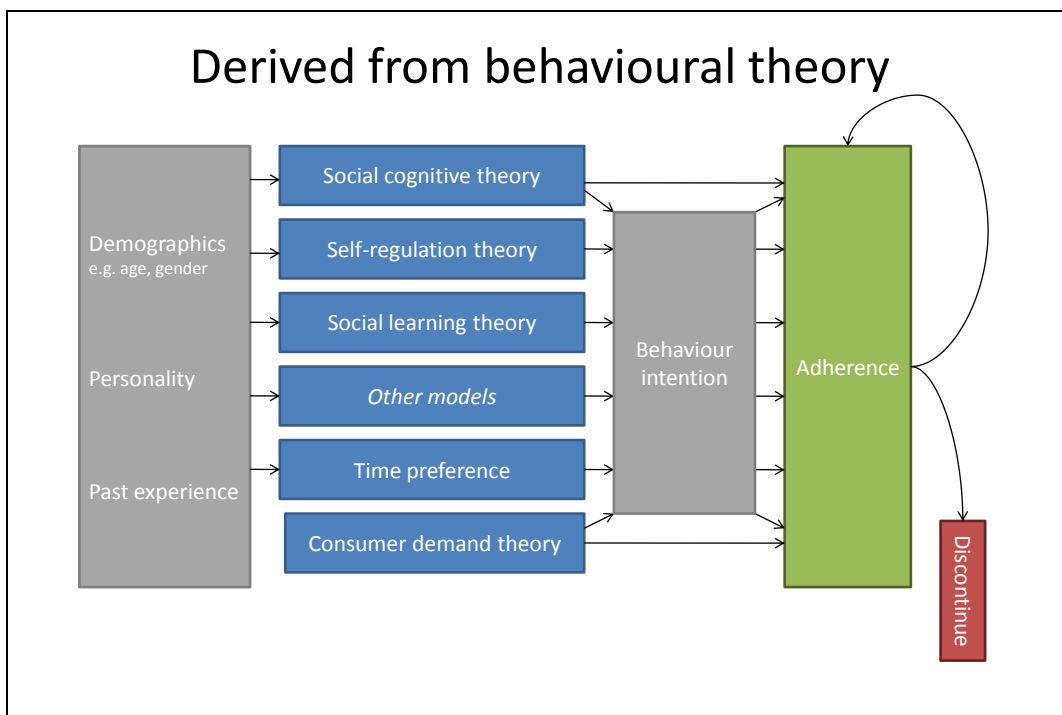 Derived from behavioural theory
Demographics
e.g. age, gender
Personality
Past experience
Social cognitive theory
Self-regulation theory
Social learning theory
Other models
Time preference
Consumer demand theory
Behaviour
intention
Adherence
Discontinue